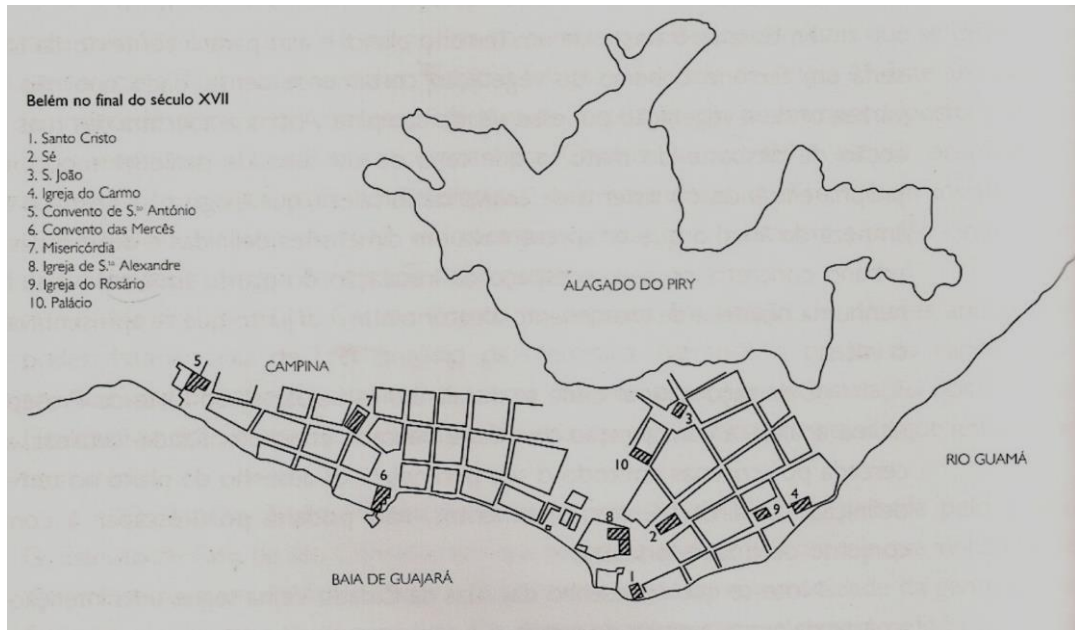 Belém no final do século XVII
1. Santo Cristo
2. Sé
3. S. João
4. Igreja do Carmo
5. Convento de S.to António
6. Convento das Mercês
7. Misericórdia
8. Igreja de S.to Alexandre
9. Igreja do Rosário
10. Palácio
ALAGADO DO PIRY
5
CAMPINA
7
3
10
RIO GUAMÁ
6
4
9
8
2
BAIA DE GUAJARÁ
1